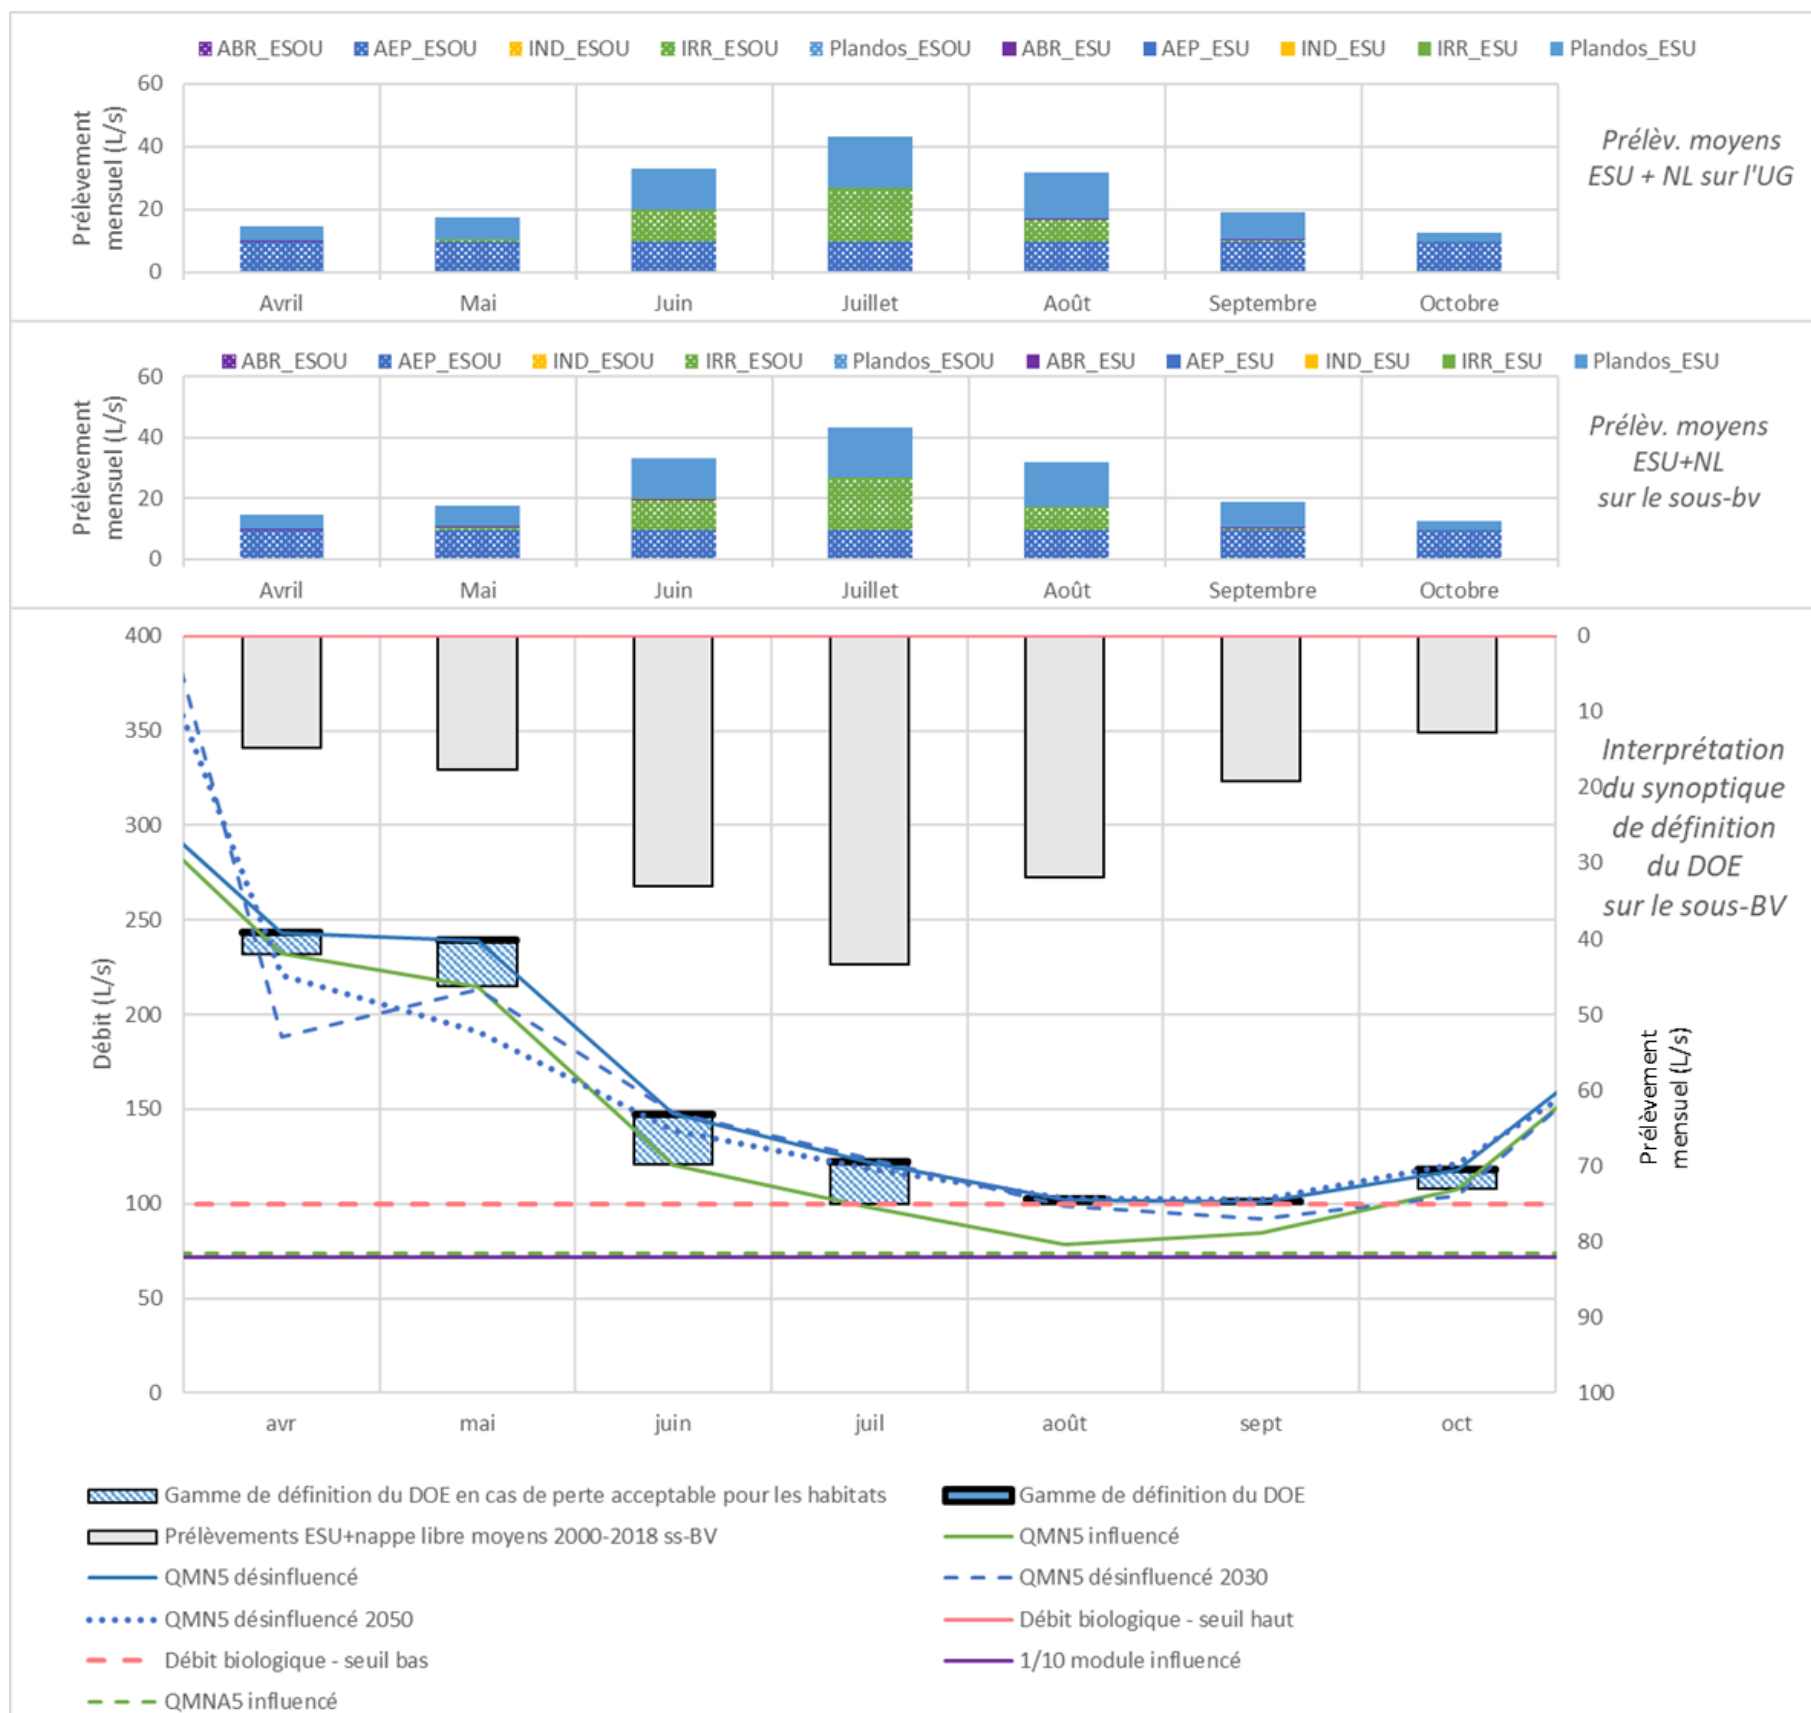 ABR_ESOU AEP_ESOU IND_ESOU IRR_ESOU Plandos_ESOU ABR_ESU AEP_ESU IND_ESU IRR_ESU Plandos_ESU
Prélèvement
mensuel (L/s)
60
40
20
0
Avril Mai Juin Juillet Août Septembre Octobre
Prélèv. moyens
ESU + NL sur l'UG
ABR_ESOU AEP_ESOU IND_ESOU IRR_ESOU Plandos_ESOU ABR_ESU AEP_ESU IND_ESU IRR_ESU Plandos_ESU
Prélèvement
mensuel (L/s)
60
40
20
0
Avril Mai Juin Juillet Août Septembre Octobre
Prélèv. moyens
ESU+NL
sur le sous-bv
Débit (L/s)
400
350
300
250
200
150
100
50
0
avr mai juin juil août sept oct
0
10
20
30
40
50
60
70
80
90
100
Prélèvement
mensuel (L/s)
Interprétation
du synoptique
de définition
du DOE
sur le sous-BV
Gamme de définition du DOE en cas de perte acceptable pour les habitats
Gamme de définition du DOE
Prélèvements ESU+nappe libre moyens 2000-2018 ss-BV
QMN5 influencé
QMN5 désinfluencé
QMN5 désinfluencé 2030
QMN5 désinfluencé 2050
Débit biologique - seuil haut
Débit biologique - seuil bas
1/10 module influencé
QMNA5 influencé